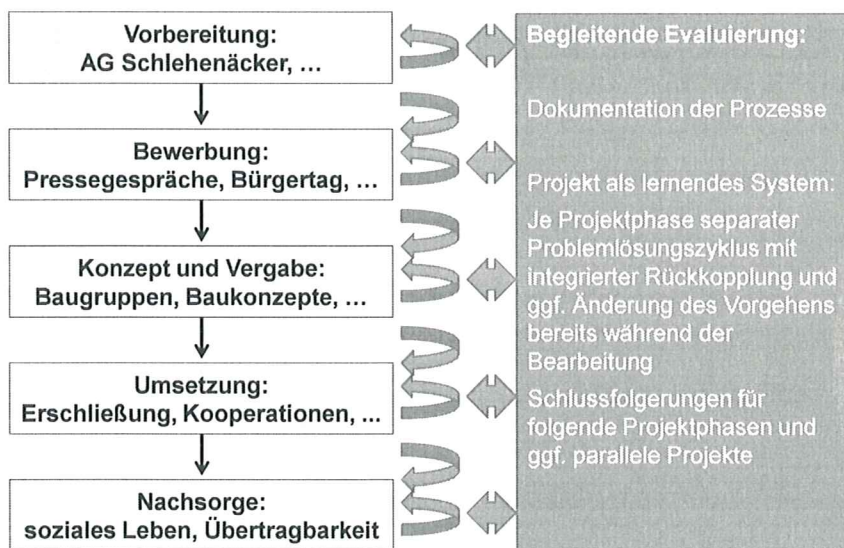 Vorbereitung:
AG Schlehenäcker, …
Bewerbung:
Pressegespräche, Bürgertag, …
Konzept und Vergabe:
Baugruppen, Baukonzepte, …
Umsetzung:
Erschließung, Kooperationen, ...
Nachsorge:
soziales Leben, Übertragbarkeit
Begleitende Evaluierung:
Dokumentation der Prozesse
Projekt als lernendes System:
Je Projektphase separater
Problemlösungszyklus mit
integrierter Rückkopplung und
ggf. Änderung des Vorgehens
bereits während der
Bearbeitung
Schlussfolgerungen für
folgende Projektphasen und
ggf. parallele Projekte